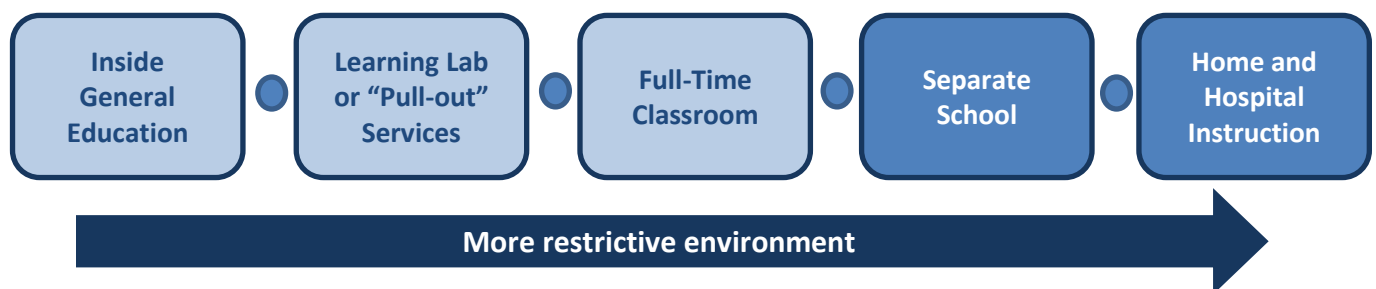 Inside
General
Education
Learning Lab
or “Pull-out”
Services
Full-Time
Classroom
Separate
School
Home and
Hospital
Instruction
More restrictive environment